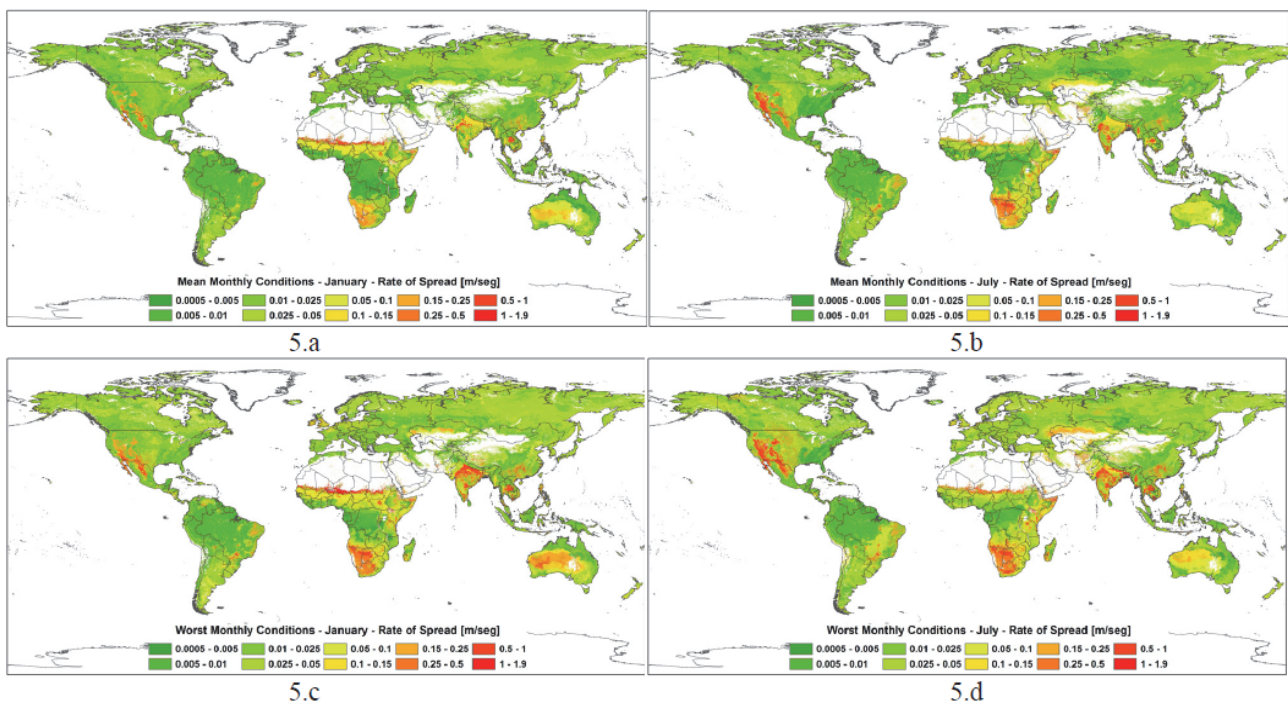 Mean Monthly Conditions - January - Rate of Spread [m/seg]
0.0005 - 0.005 0.01 - 0.025 0.05 - 0.1 0.15 - 0.25 0.5 - 1
0.005 - 0.01 0.025 - 0.05 0.1 - 0.15 0.25 - 0.5 1 - 1.9
5.a
Mean Monthly Conditions - July - Rate of Spread [m/seg]
0.0005 - 0.005 0.01 - 0.025 0.05 - 0.1 0.15 - 0.25 0.5 - 1
0.005 - 0.01 0.025 - 0.05 0.1 - 0.15 0.25 - 0.5 1 - 1.9
5.b
Worst Monthly Conditions - January - Rate of Spread [m/seg]
0.0005 - 0.005 0.01 - 0.025 0.05 - 0.1 0.15 - 0.25 0.5 - 1
0.005 - 0.01 0.025 - 0.05 0.1 - 0.15 0.25 - 0.5 1 - 1.9
5.c
Worst Monthly Conditions - July - Rate of Spread [m/seg]
0.0005 - 0.005 0.01 - 0.025 0.05 - 0.1 0.15 - 0.25 0.5 - 1
0.005 - 0.01 0.025 - 0.05 0.1 - 0.15 0.25 - 0.5 1 - 1.9
5.d